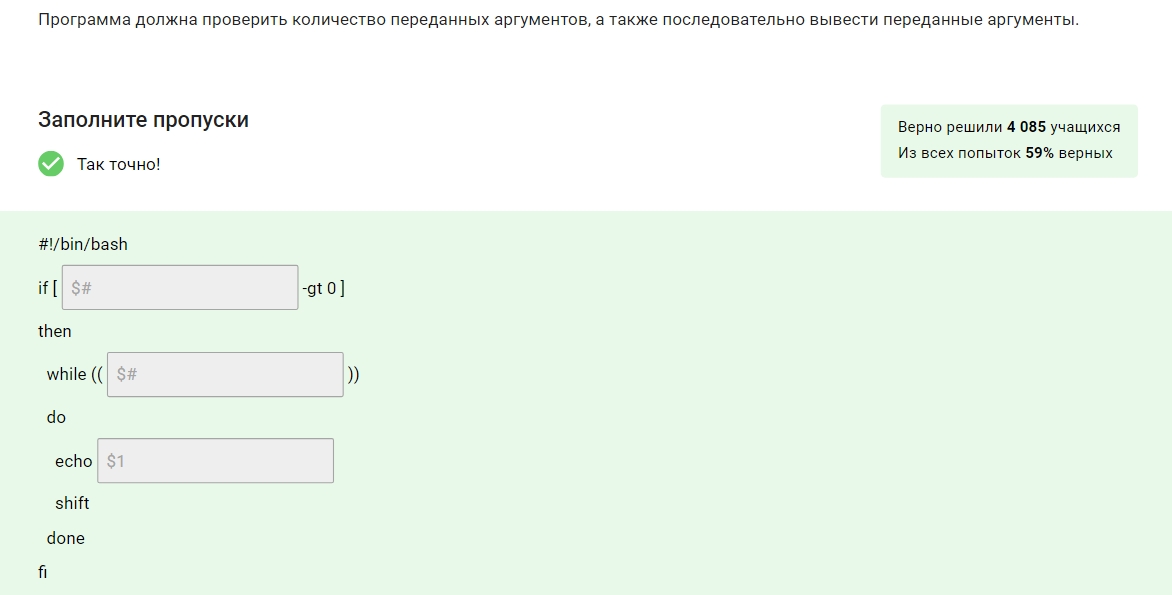 Программа должна проверить количество переданных аргументов, а также последовательно вывести переданные аргументы.
Заполните пропуски
Так точно!
Верно решили 4 085 учащихся
Из всех попыток 59% верных
#!/bin/bash
if [ $# -gt 0 ]
then
while (( $# ))
do
echo $1
shift
done
fi